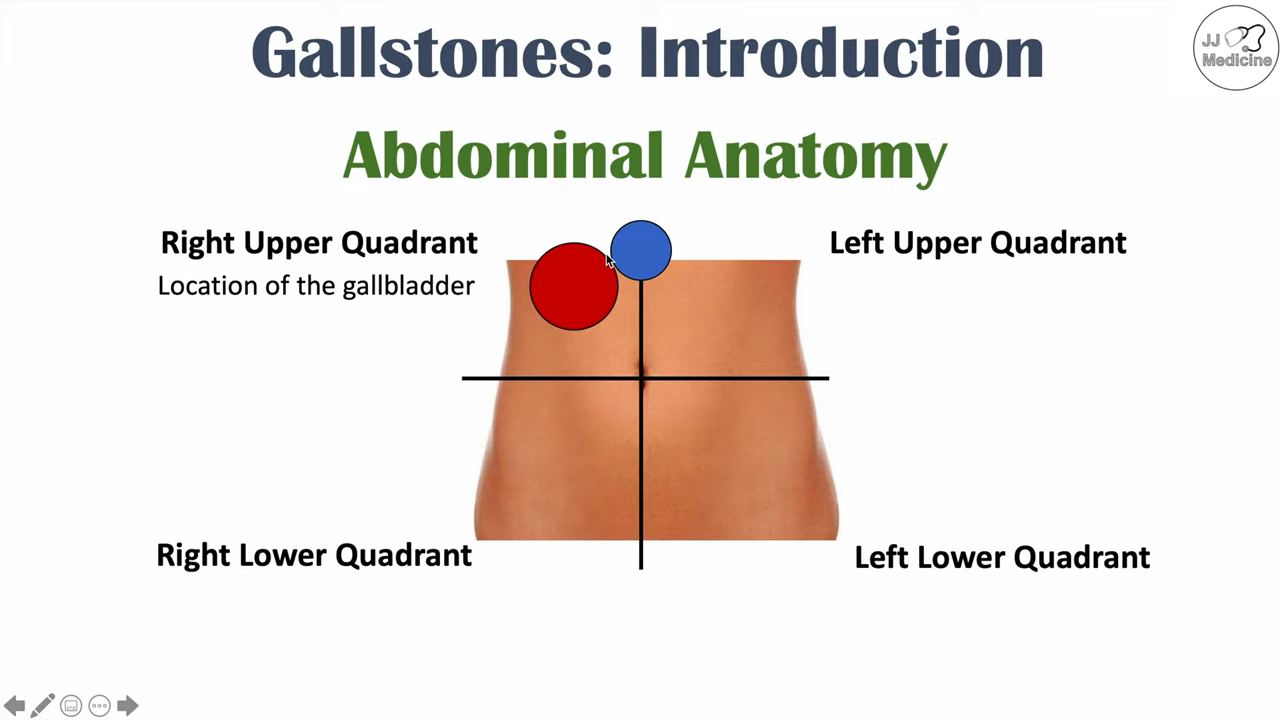 Gallstones: Introduction
JJ
Medicine
Abdominal Anatomy
Right Upper Quadrant
Location of the gallbladder
Left Upper Quadrant
Right Lower Quadrant
Left Lower Quadrant